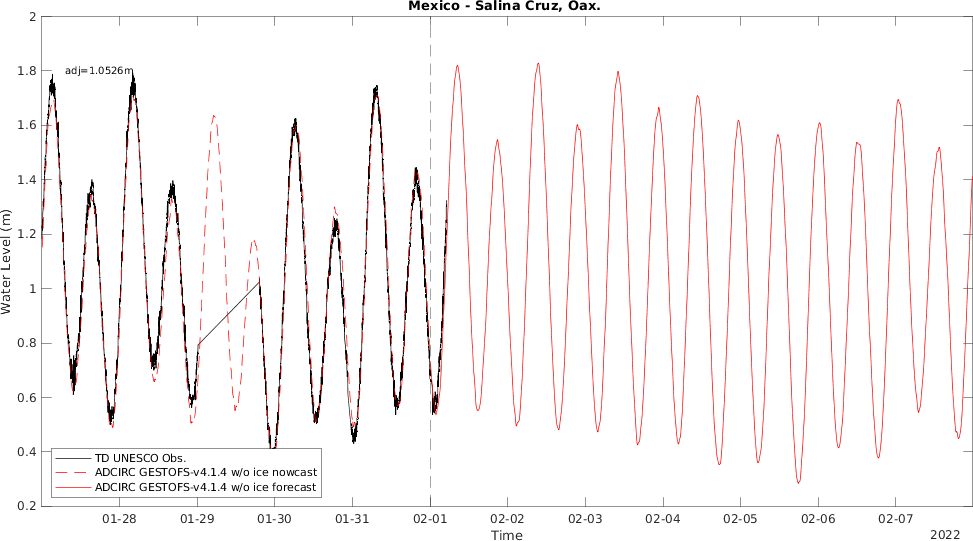 Mexico - Salina Cruz, Oax.
adj=1.0526m
Water Level (m)
2
1.8
1.6
1.4
1.2
1
0.8
0.6
0.4
0.2
TD UNESCO Obs.
ADCIRC GESTOFS-v4.1.4 w/o ice nowcast
ADCIRC GESTOFS-v4.1.4 w/o ice forecast
01-28 01-29 01-30 01-31 02-01 02-02 02-03 02-04 02-05 02-06 02-07
Time
2022